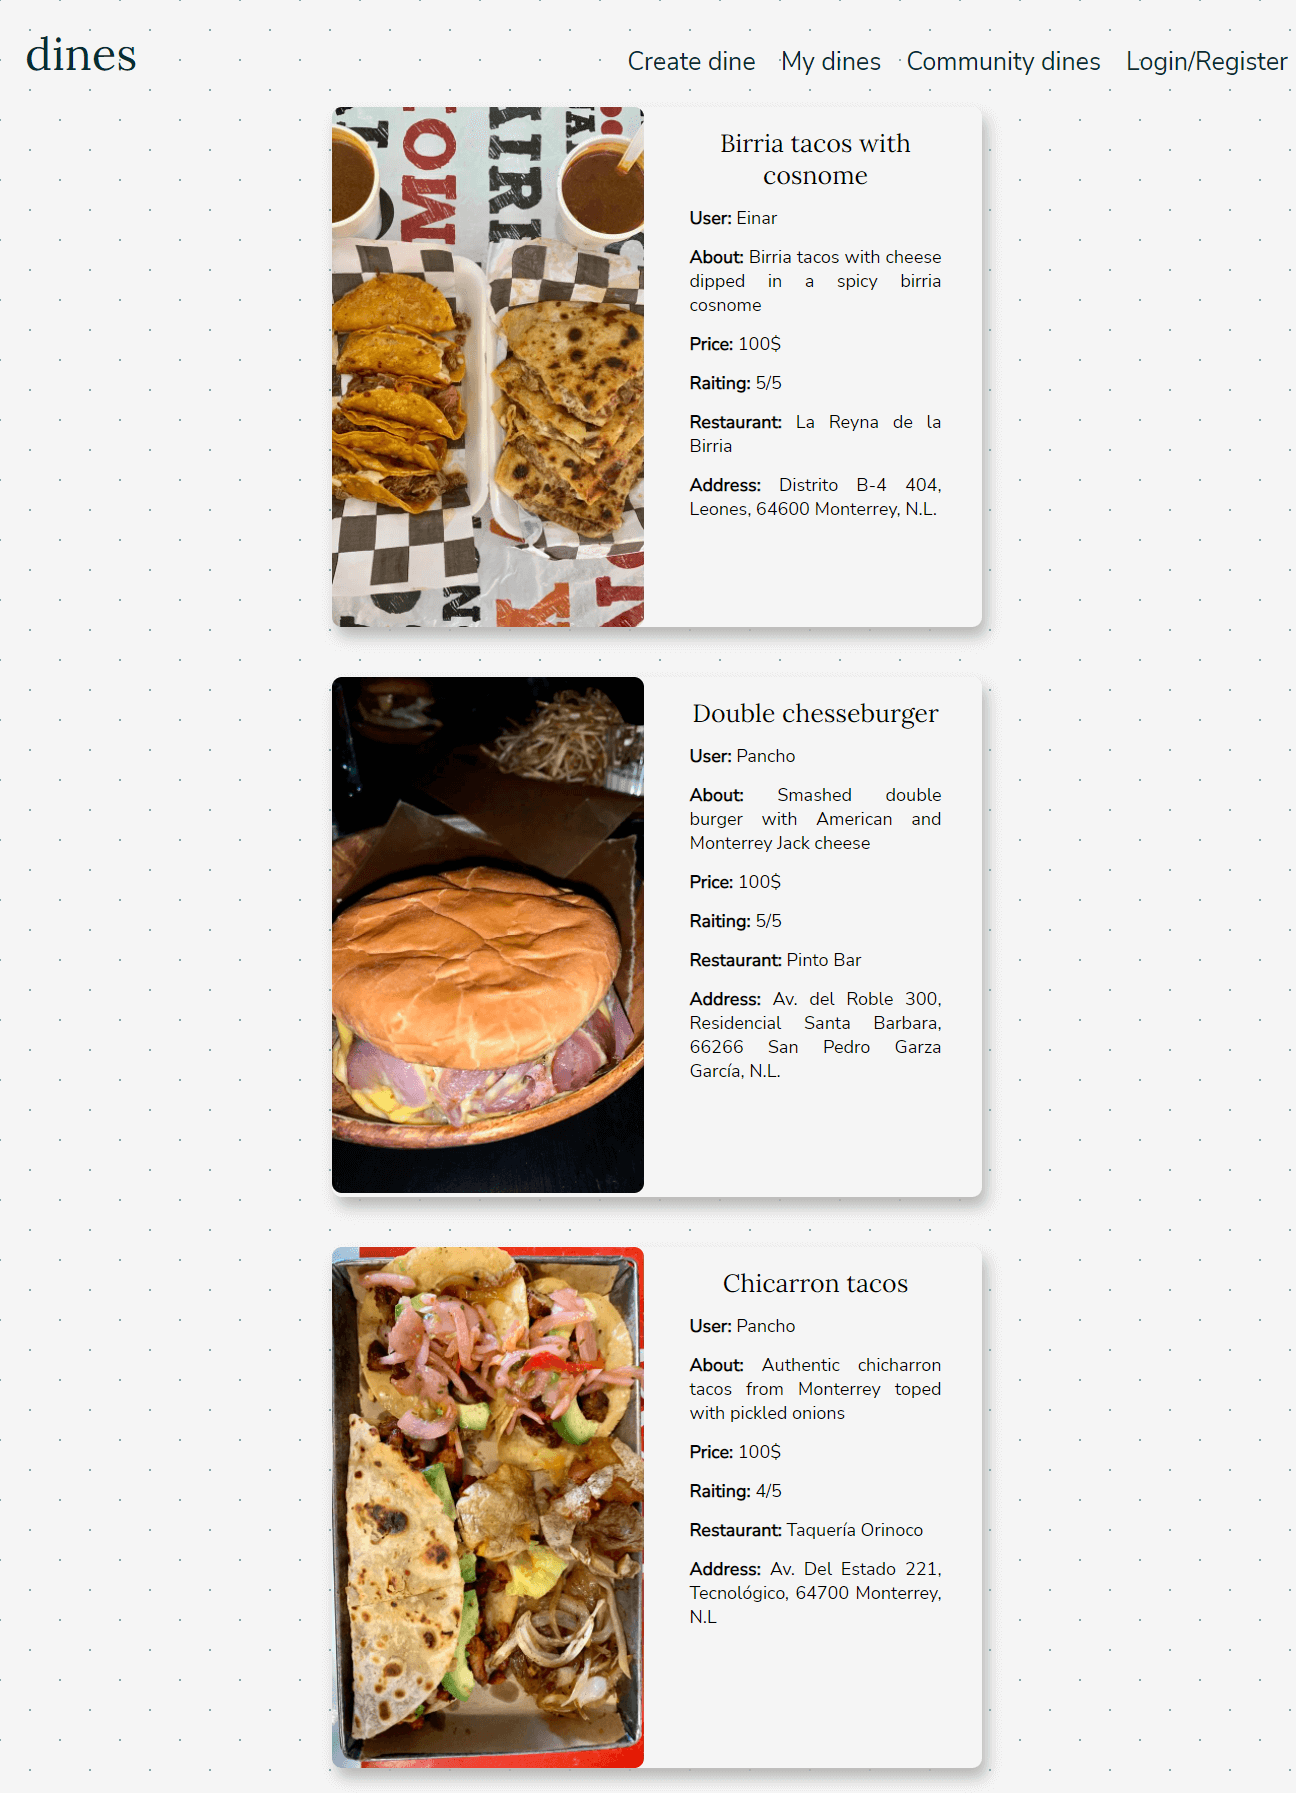 dines
Create dine
My dines
Community dines
Login/Register
Birria tacos with
cosnome
User: Einar
About: Birria tacos with cheese
dipped in a spicy birria
cosnome
Price: 100$
Raiting: 5/5
Restaurant: La Reyna de la
Birria
Address: Distrito B-4 404,
Leones, 64600 Monterrey, N.L.
Double chesseburger
User: Pancho
About: Smashed double
burger with American and
Monterrey Jack cheese
Price: 100$
Raiting: 5/5
Restaurant: Pinto Bar
Address: Av. del Roble 300,
Residencial Santa Barbara,
66266 San Pedro Garza
García, N.L.
Chicarron tacos
User: Pancho
About: Authentic chicharron
tacos from Monterrey toped
with pickled onions
Price: 100$
Raiting: 4/5
Restaurant: Taquería Orinoco
Address: Av. Del Estado 221,
Tecnológico, 64700 Monterrey,
N.L